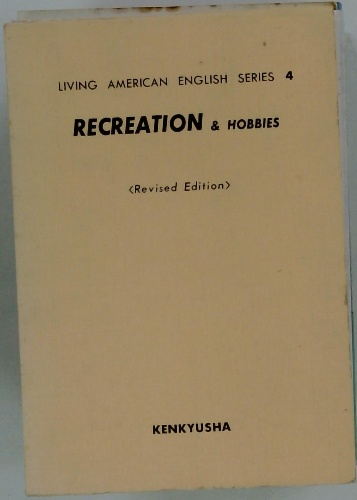 LIVING AMERICAN ENGLISH SERIES 4
RECREATION & HOBBIES
〈Revised Edition〉
KENKYUSHA